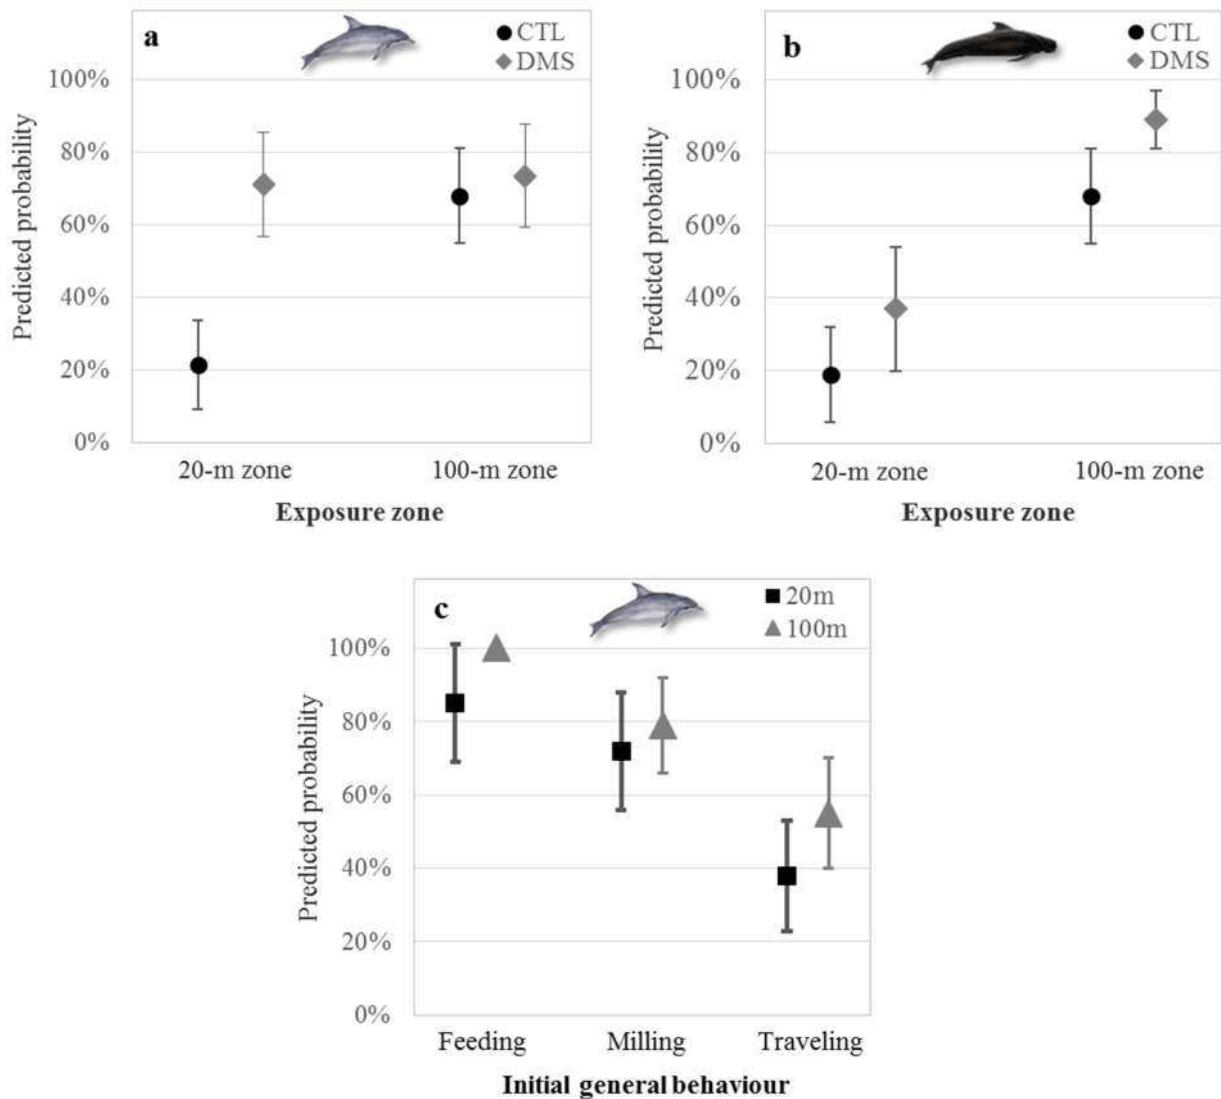 a
CTL
DMS
100%
80%
60%
40%
20%
0%
Predicted probability
20-m zone 100-m zone
Exposure zone
b
CTL
DMS
100%
80%
60%
40%
20%
0%
Predicted probability
20-m zone 100-m zone
Exposure zone
c
20m
100m
100%
80%
60%
40%
20%
0%
Predicted probability
Feeding Milling Traveling
Initial general behaviour